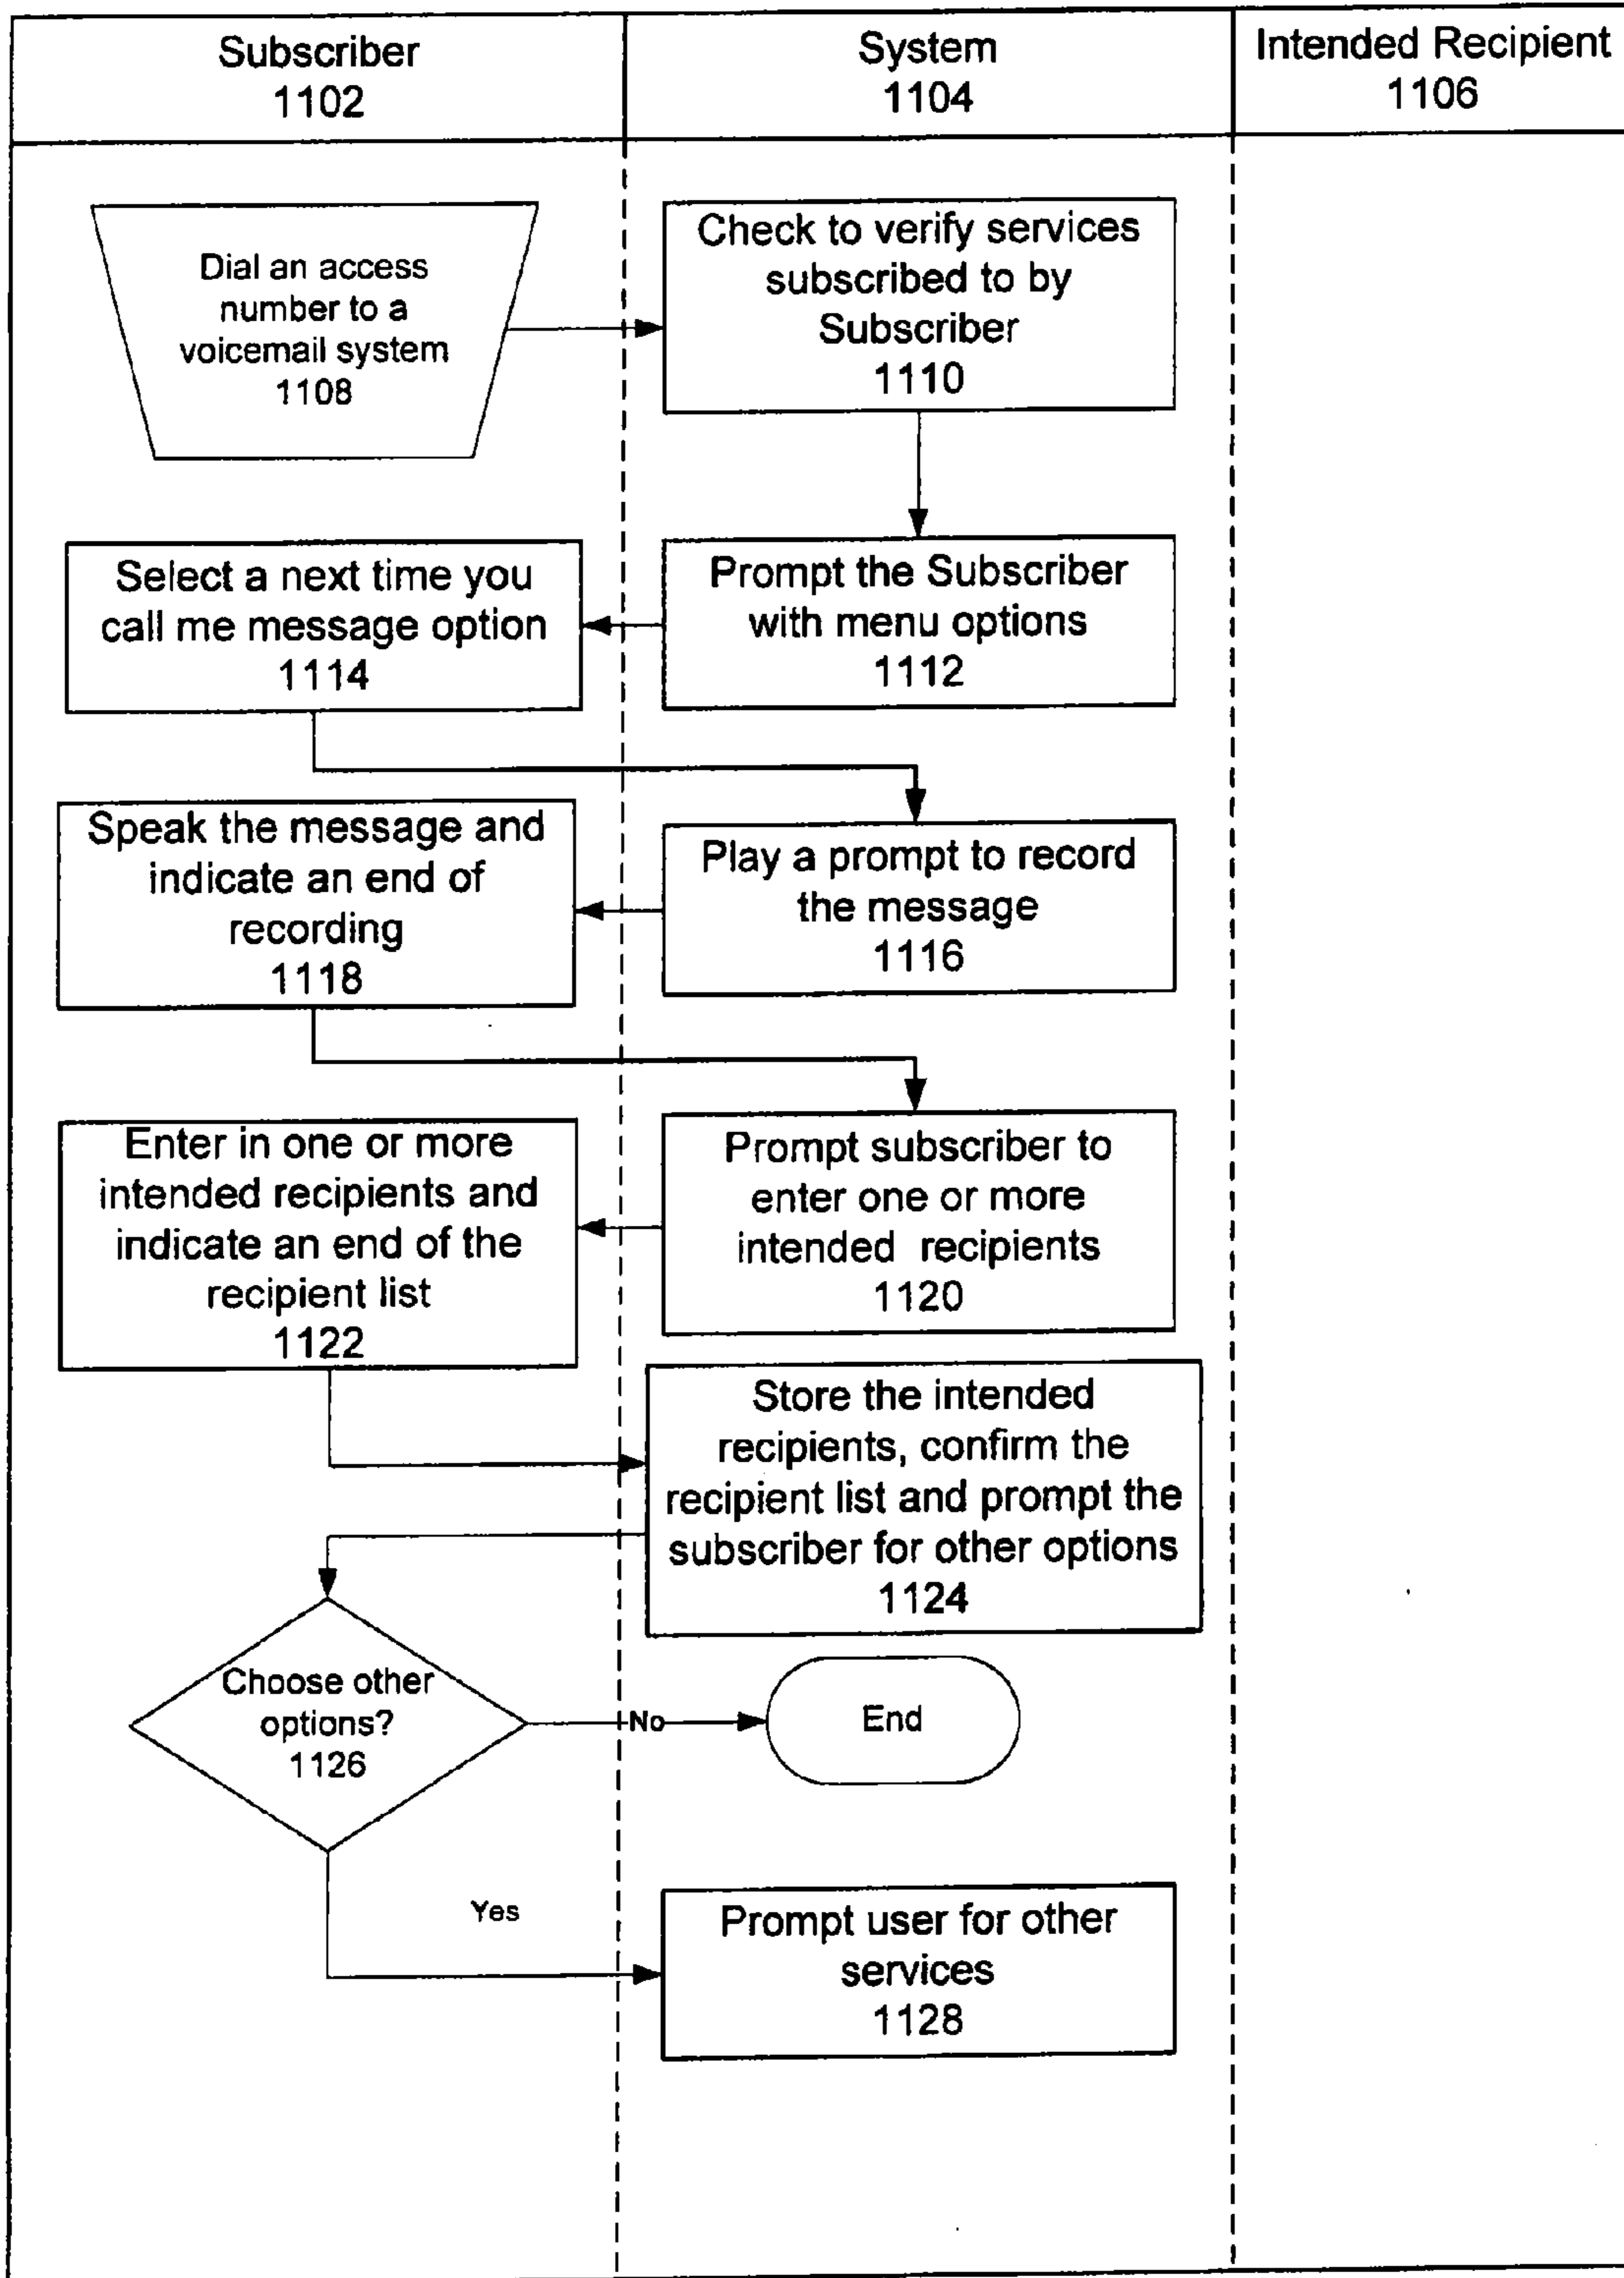 Subscriber
1102
System
1104
Intended Recipient
1106
Dial an access
number to a
voicemail system
1108
Check to verify services
subscribed to by
Subscriber
1110
Select a next time you
call me message option
1114
Prompt the Subscriber
with menu options
1112
Speak the message and
indicate an end of
recording
1118
Play a prompt to record
the message
1116
Enter in one or more
intended recipients and
indicate an end of the
recipient list
1122
Prompt subscriber to
enter one or more
intended recipients
1120
Store the intended
recipients, confirm the
recipient list and prompt the
subscriber for other options
1124
Choose other
options?
1126
No
End
Yes
Prompt user for other
services
1128